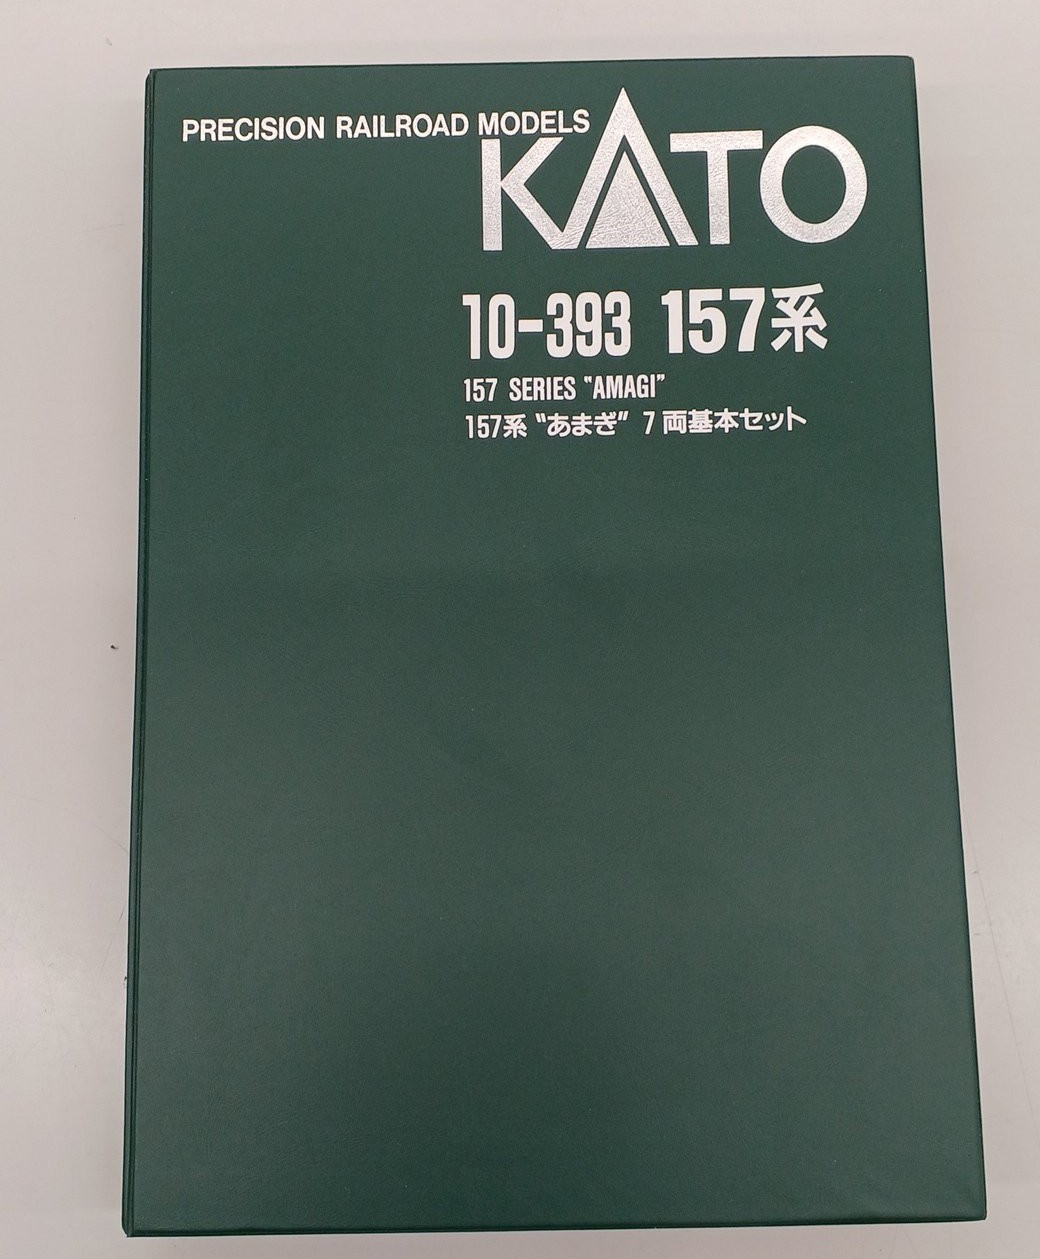 PRECISION RAILROAD MODELS
KATO
10-393 157系
157 SERIES "AMAGI"
157系 "あまぎ" 7両基本セット